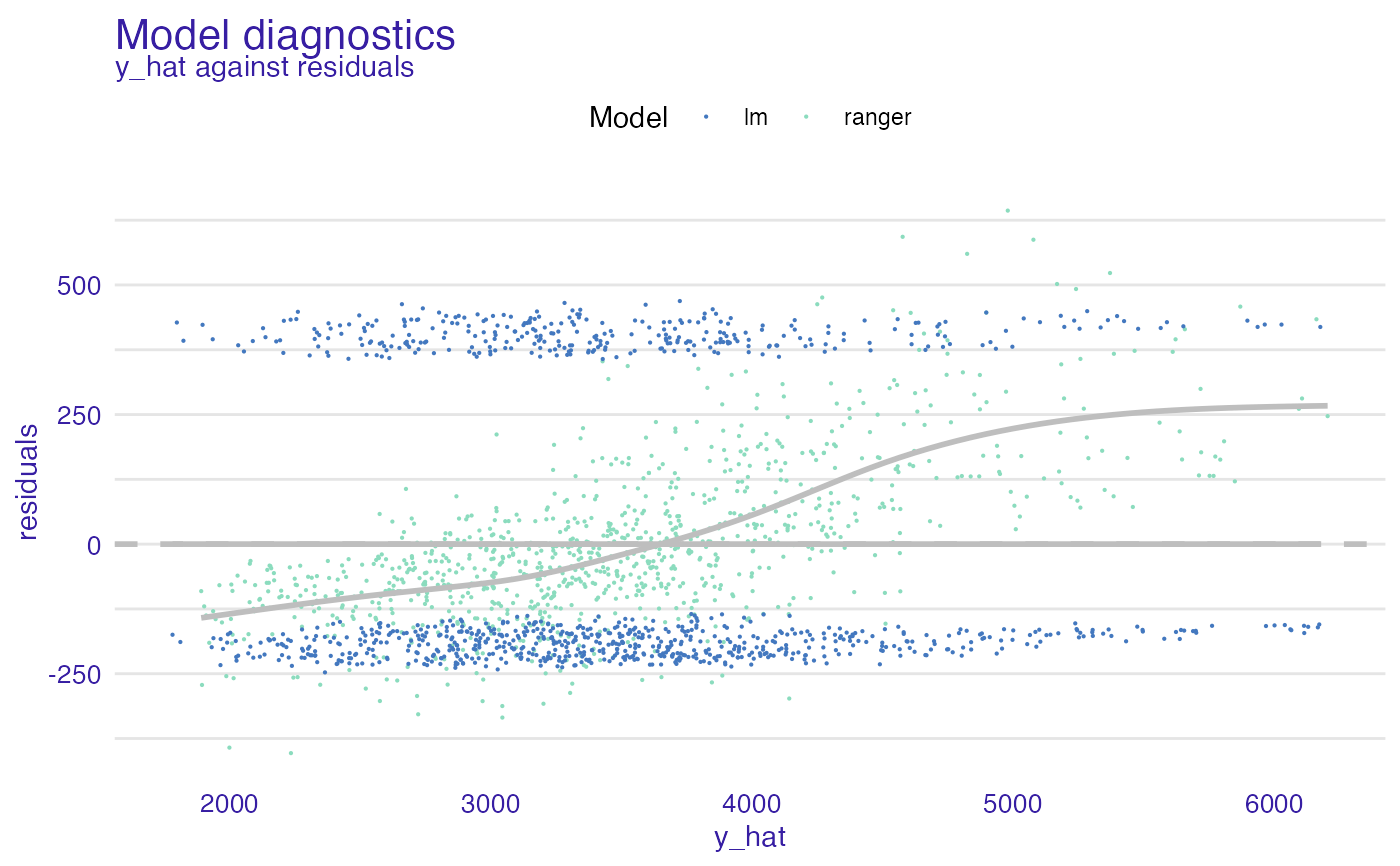 Model diagnostics
y_hat against residuals
Model lm ranger
500
250
0
-250
residuals
2000 3000 4000 5000 6000
y_hat